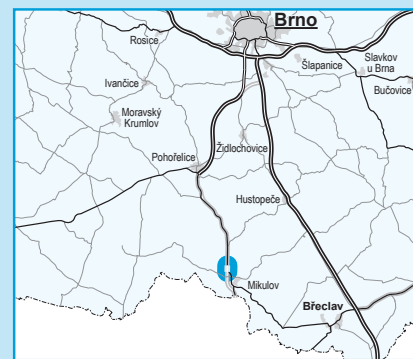 Brno
Rosice
Šlapanice
Slavkov
u Brna
Ivančice
Bučovice
Moravský
Krumlov
Židlochovice
Pohořelice
Hustopeče
Mikulov
Břeclav